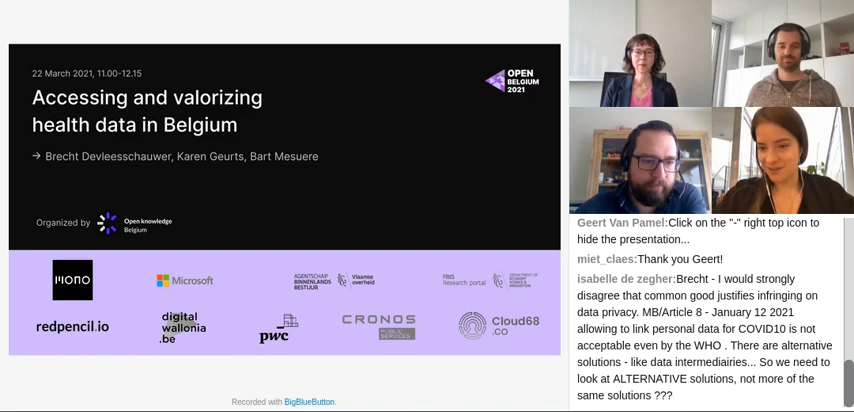 22 March 2021, 11.00-12.15
OPEN
BELGIUM
2021
Accessing and valorizing
health data in Belgium
→ Brecht Devleesschauwer, Karen Geurts, Bart Mesuere
Organized by
Open knowledge
Belgium
MONO
Microsoft
AGENTSCHAP
BINNENLANDS
BESTUUR
Vlaamse
overheid
FRIS
Research portal
DEPARTMENT OF
ECONOMY
SCIENCE &
INNOVATION
redpencil.io
digital
wallonia
.be
pwc
CRONOS
PUBLIC
SERVICES
Cloud68
.CO
Recorded with BigBlueButton.
Geert Van Pamel:Click on the "-" right top icon to
hide the presentation...
miet_claes:Thank you Geert!
isabelle de zegher:Brecht - I would strongly
disagree that common good justifies infringing on
data privacy. MB/Article 8 - January 12 2021
allowing to link personal data for COVID10 is not
acceptable even by the WHO . There are alternative
solutions - like data intermediairies... So we need to
look at ALTERNATIVE solutions, not more of the
same solutions ???